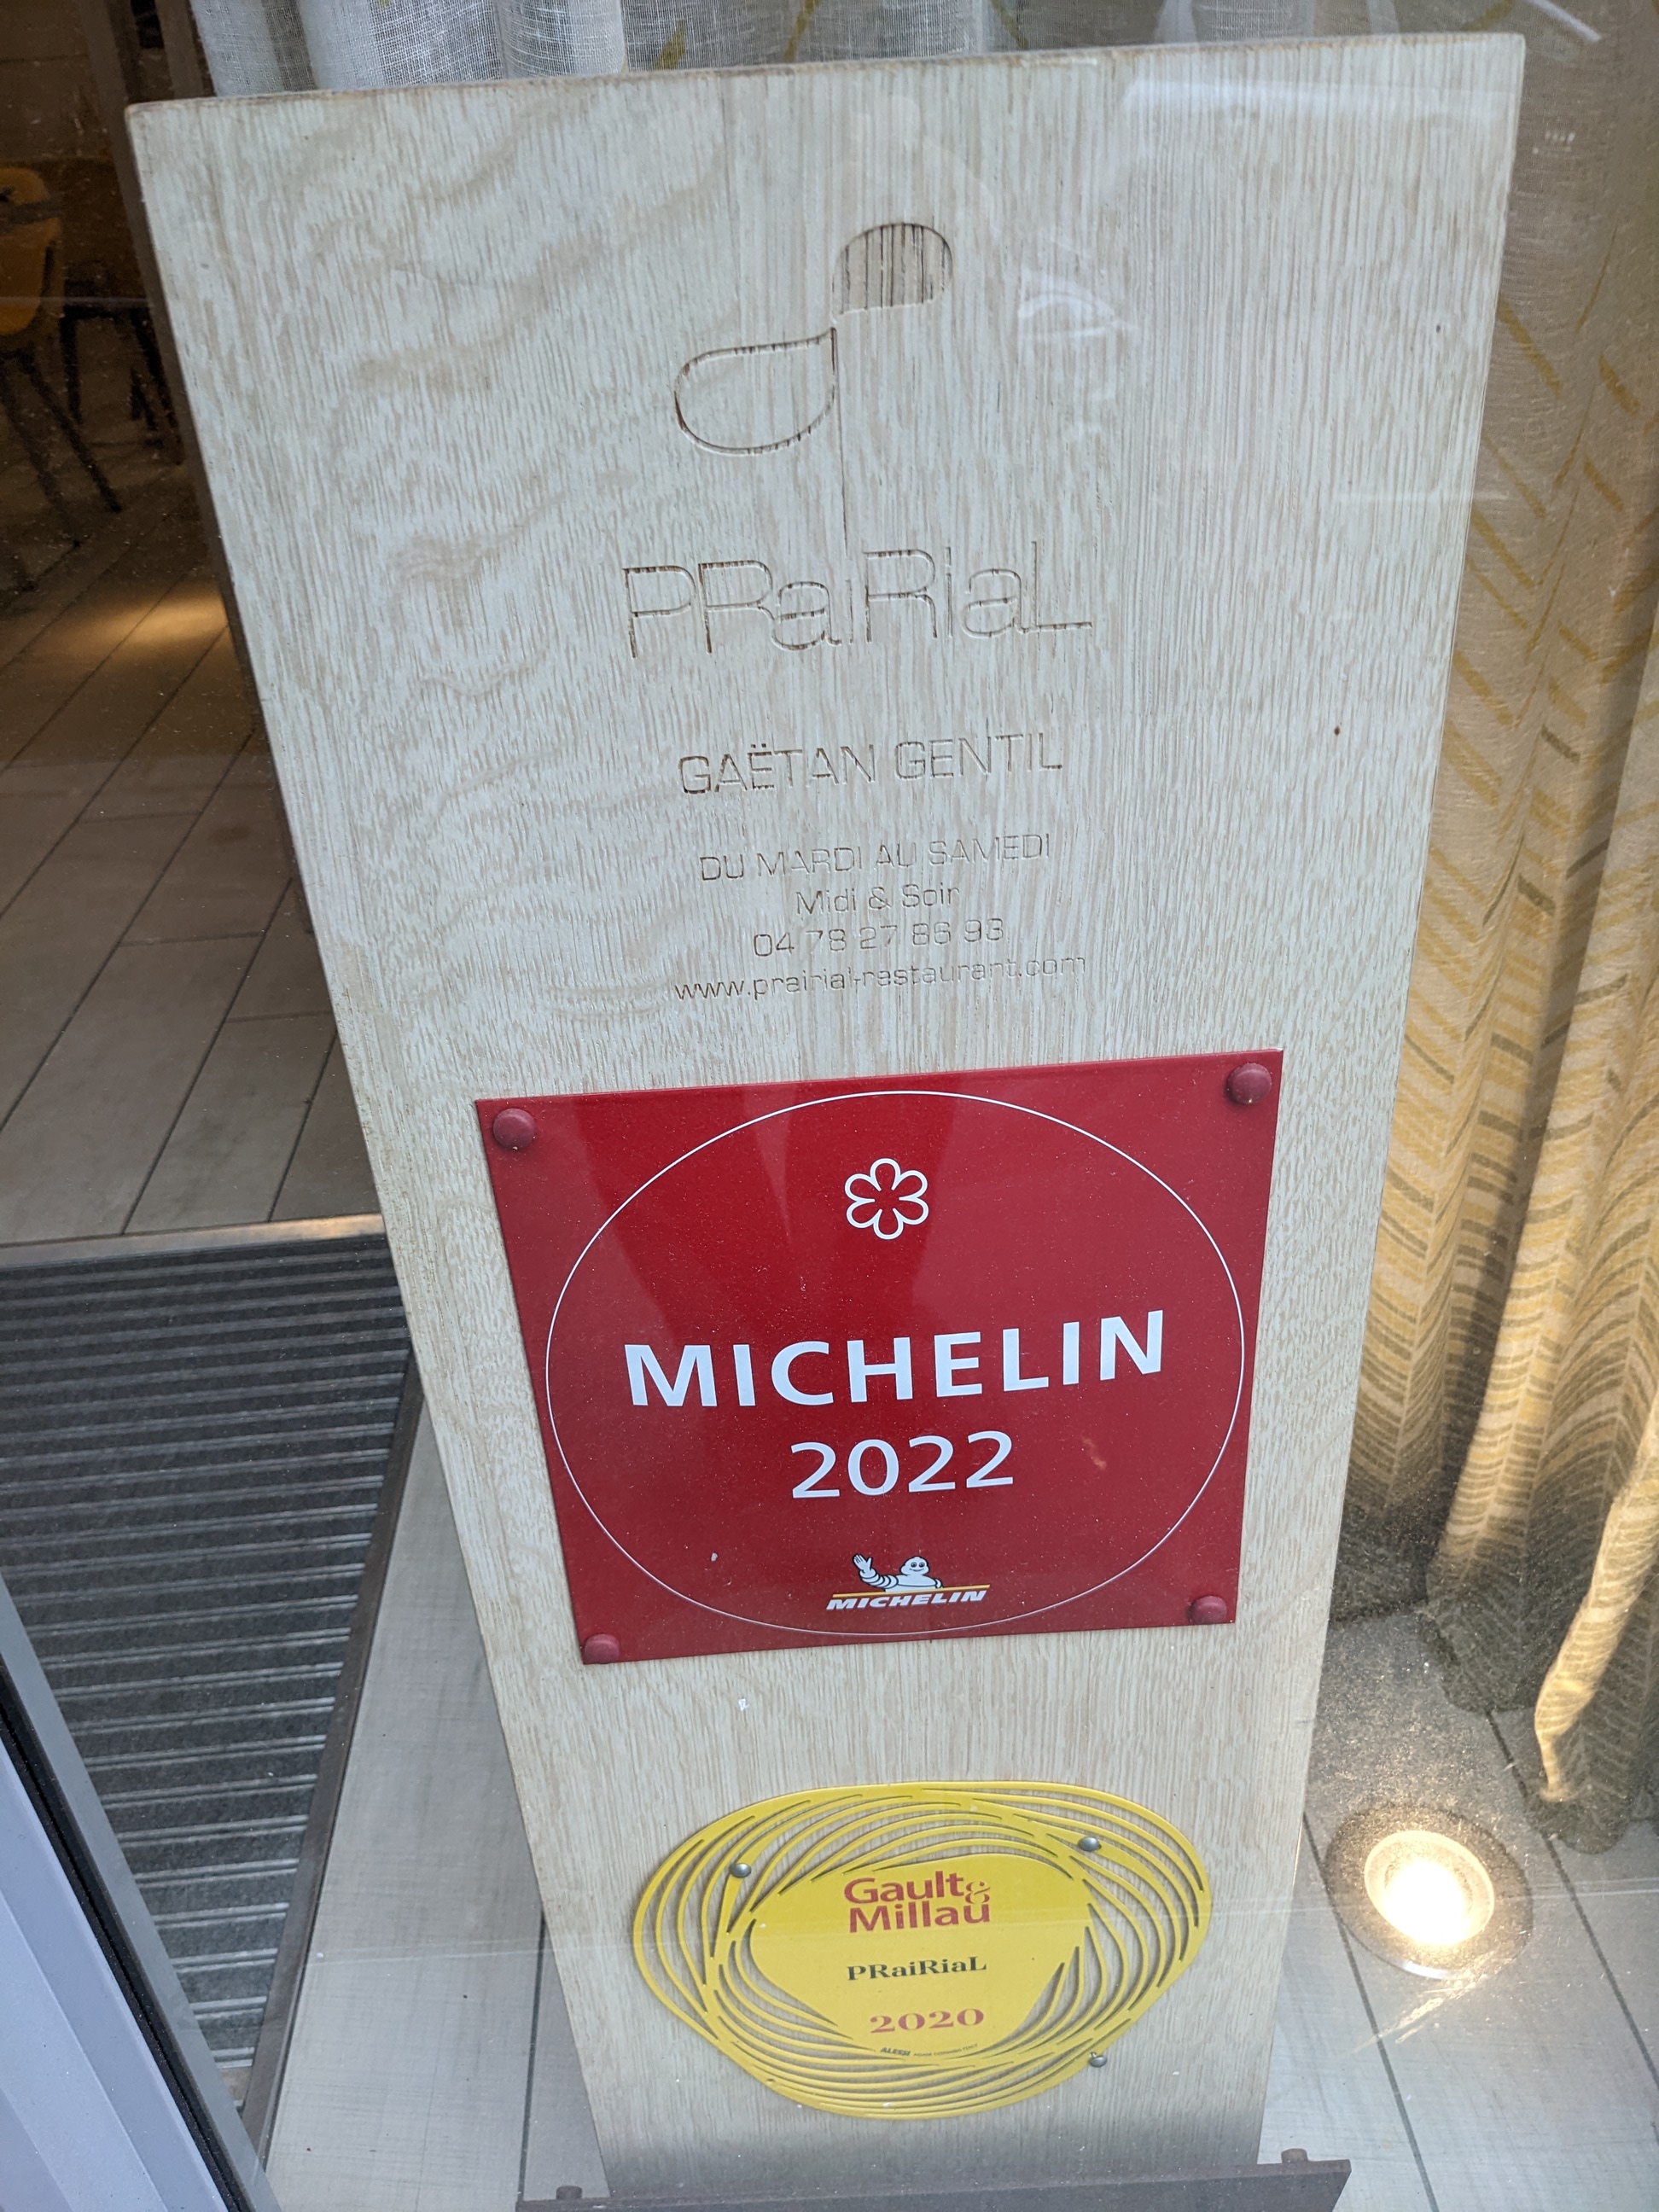 PRaiRiaL
GAËTAN GENTIL
DU MARDI AU SAMEDI
Midi & Soir
04 78 27 86 93
www.prairial-restaurant.com
MICHELIN
2022
MICHELIN
Gault&
Millau
PRaiRiaL
2020
ALESSI